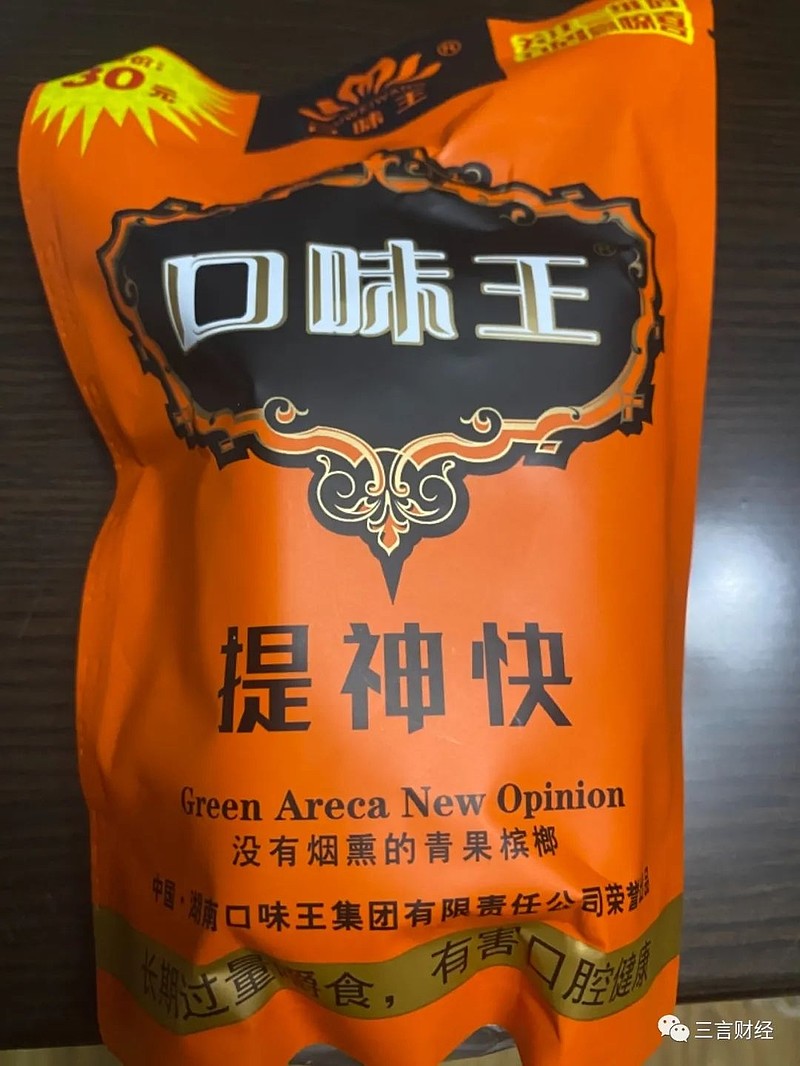 30元
味王
口味王
提神快
Green Areca New Opinion
没有烟熏的青果槟榔
中国·湖南口味王集团有限责任公司荣誉出品
长期过量嚼食，有害口腔健康
三言财经